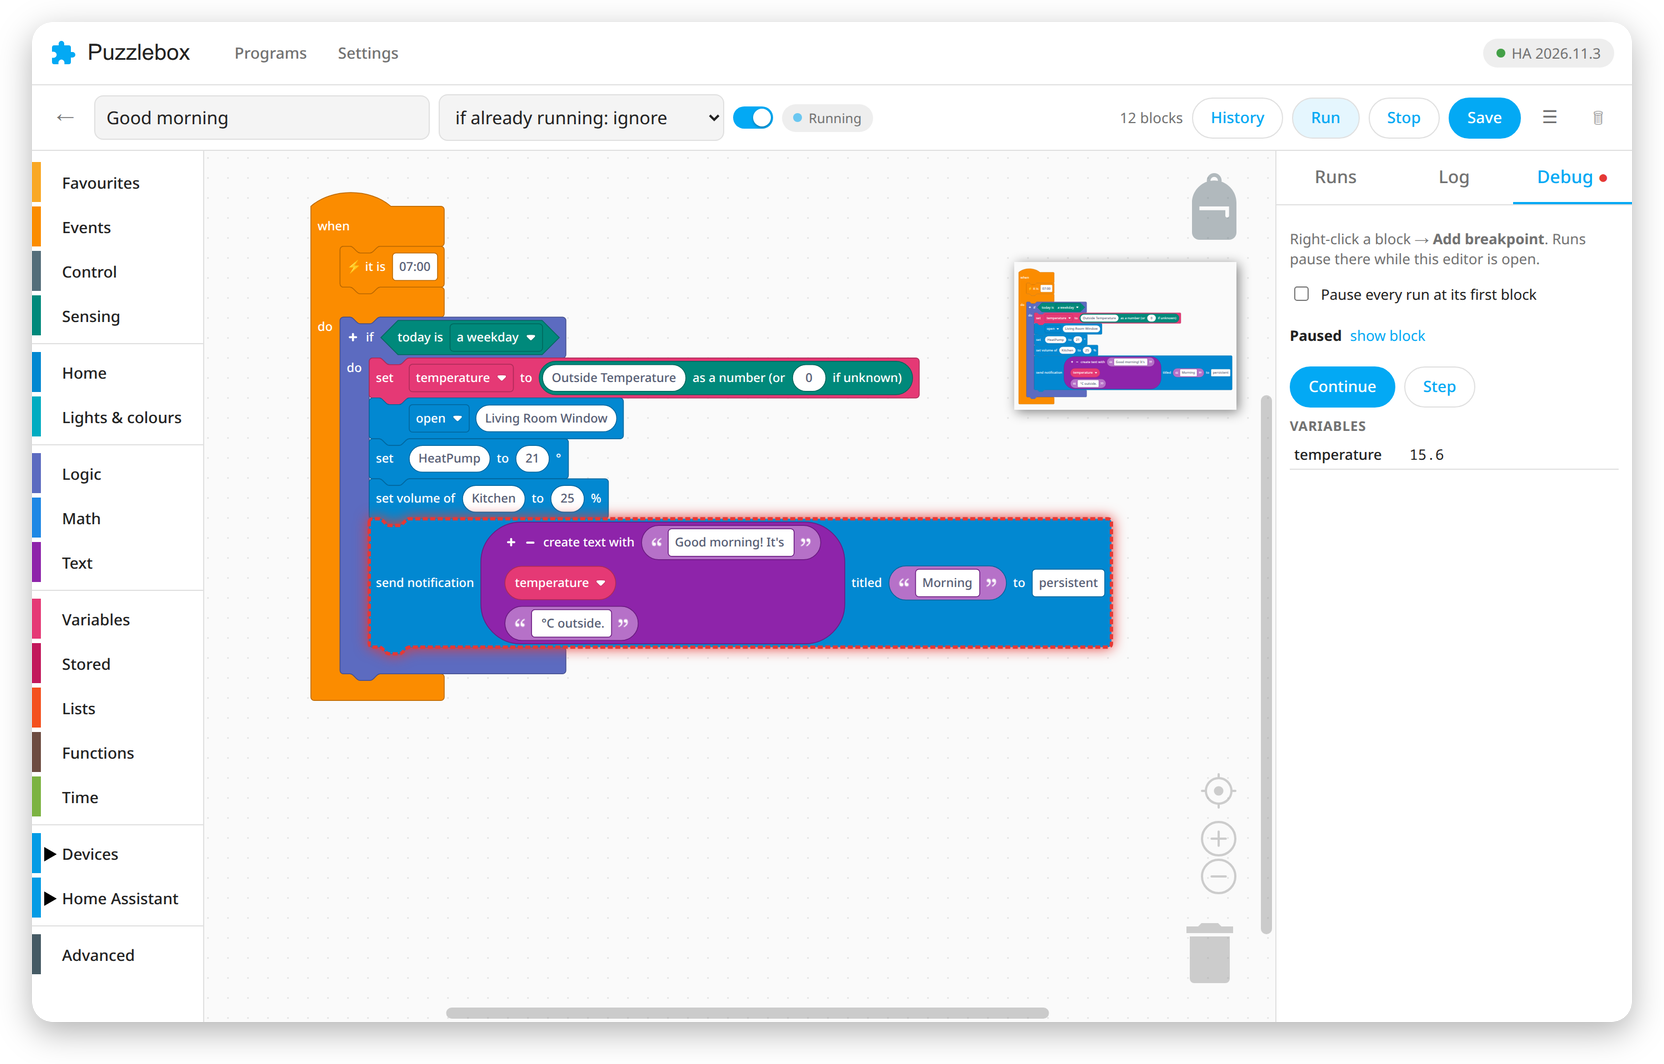 Puzzlebox
Programs
Settings
HA 2026.11.3
←
Good morning
if already running: ignore
Running
12 blocks
History
Run
Stop
Save
Favourites
Events
Control
Sensing
Home
Lights & colours
Logic
Math
Text
Variables
Stored
Lists
Functions
Time
Devices
Home Assistant
Advanced
when
it is 07:00
do
+ if today is a weekday
do
set temperature to Outside Temperature as a number (or 0 if unknown)
open Living Room Window
set HeatPump to 21 °
set volume of Kitchen to 25 %
+ − create text with “ Good morning! It's ”
send notification temperature titled “ Morning ” to persistent
“ °C outside. ”
Runs
Log
Debug
Right-click a block → Add breakpoint. Runs
pause there while this editor is open.
Pause every run at its first block
Paused show block
Continue
Step
VARIABLES
temperature 15.6